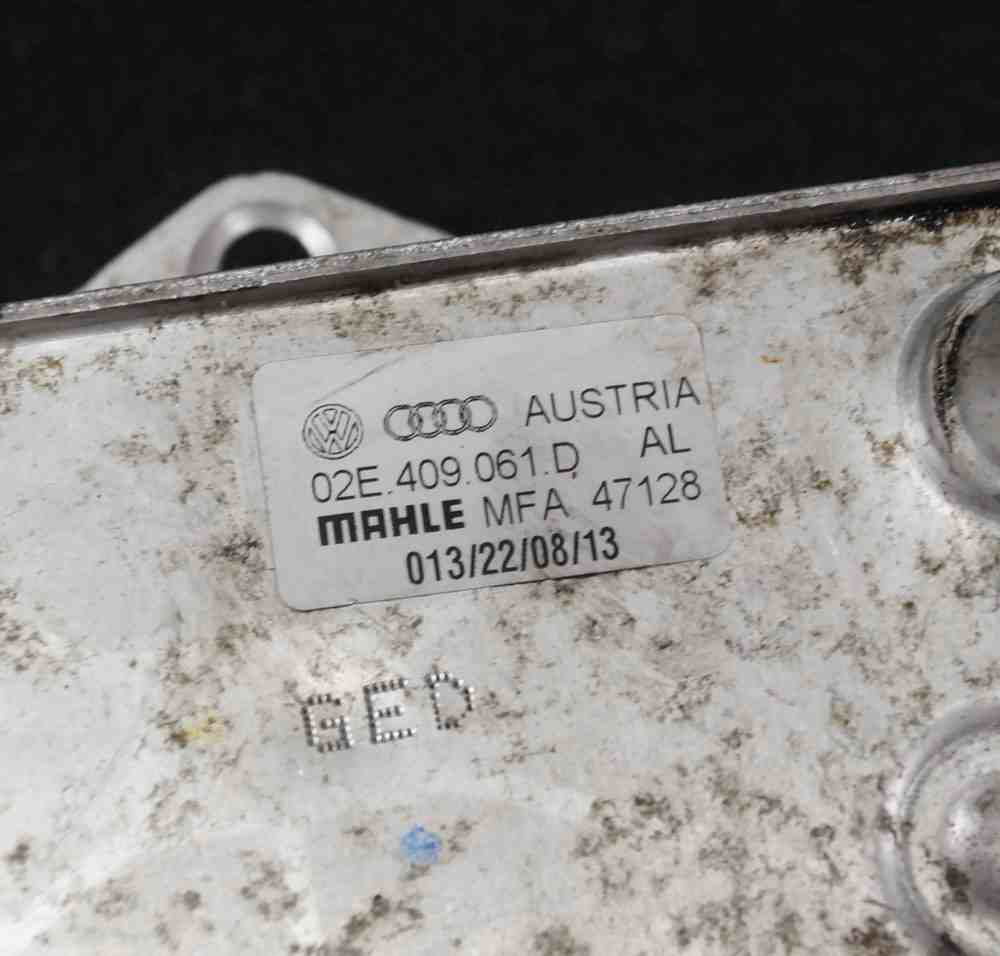 AUSTRIA
02E.409.061.D AL
MAHLE MFA 47128
013/22/08/13
GED